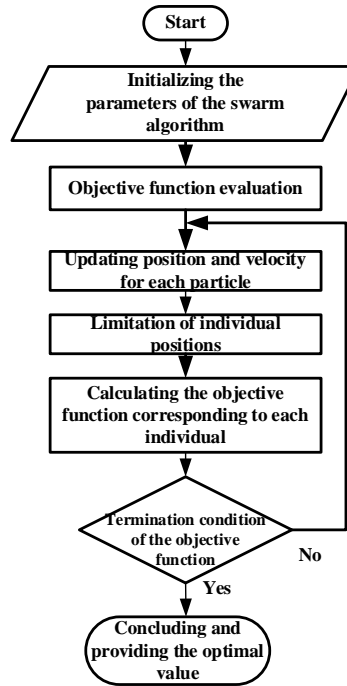 Start
Initializing the
parameters of the swarm
algorithm
Objective function evaluation
Updating position and velocity
for each particle
Limitation of individual
positions
Calculating the objective
function corresponding to each
individual
Termination condition
of the objective
function
No
Yes
Concluding and
providing the optimal
value